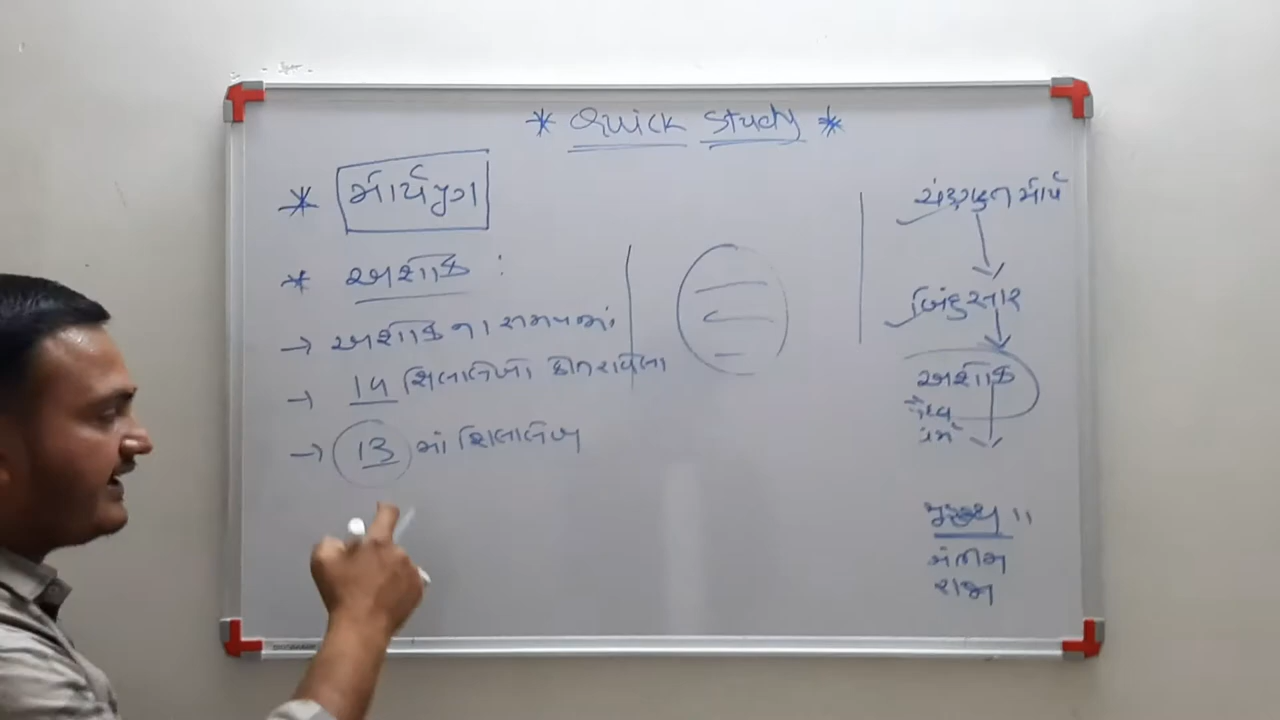 * Quick Study *
* મૌર્યયુગ
* અશોક :
→ અશોકના સમયમાં
→ 14 શિલાલેખો કોતરાવેલા
→ 13 માં શિલાલેખ
ચંદ્રગુપ્ત મૌર્ય
બિંદુસાર
અશોક
ધર્મ
બૃહદ્રથ
અંતિમ
રાજા